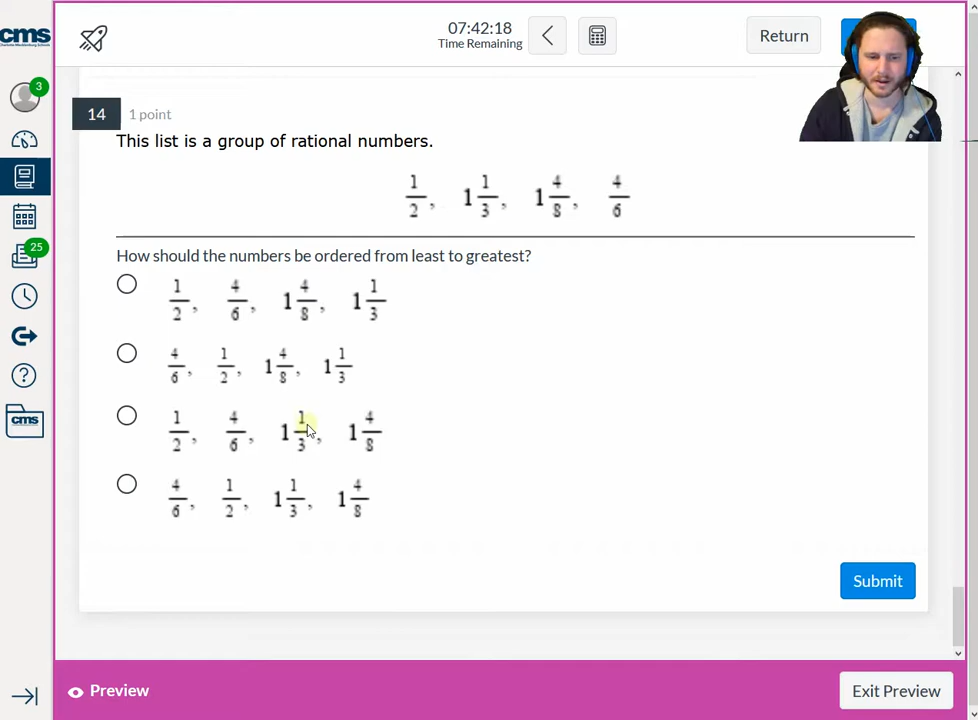 cms
Charlotte-Mecklenburg Schools
07:42:18
Time Remaining
Return
3
25
cms
14
1 point
This list is a group of rational numbers.
1/2, 1 1/3, 1 4/8, 4/6
How should the numbers be ordered from least to greatest?
1/2, 4/6, 1 4/8, 1 1/3
4/6, 1/2, 1 4/8, 1 1/3
1/2, 4/6, 1 1/3, 1 4/8
4/6, 1/2, 1 1/3, 1 4/8
Submit
Preview
Exit Preview